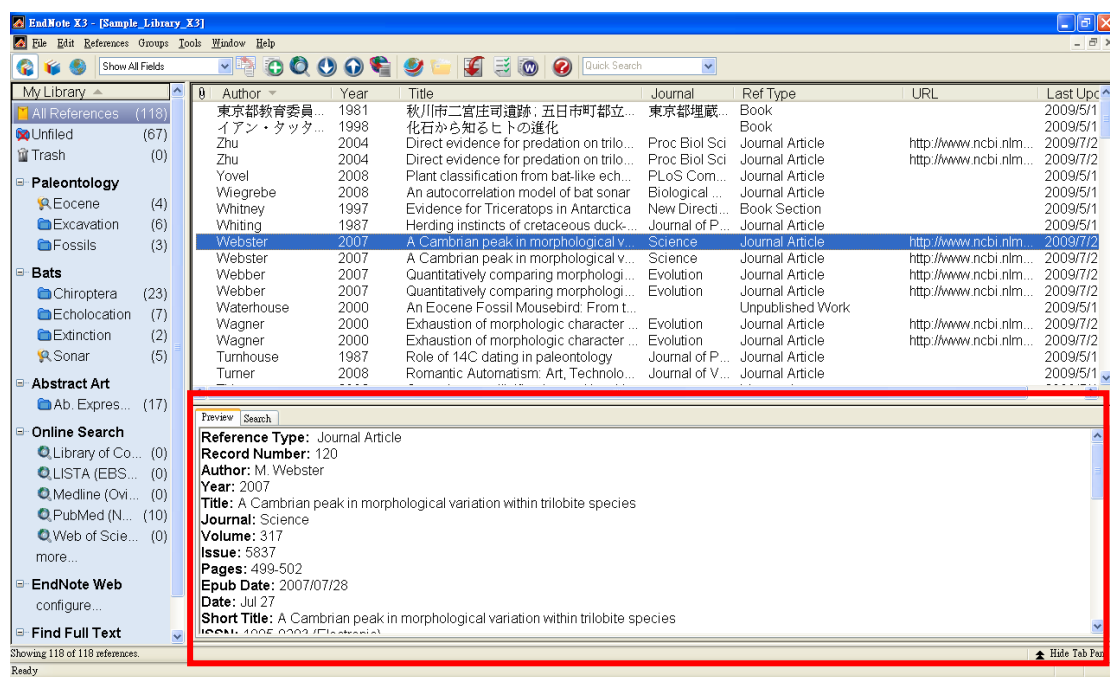 EndNote X3 - [Sample_Library_X3]
File Edit References Groups Tools Window Help
Show All Fields Quick Search
My Library
All References (118)
Unfiled (67)
Trash (0)
Paleontology
Eocene (4)
Excavation (6)
Fossils (3)
Bats
Chiroptera (23)
Echolocation (7)
Extinction (2)
Sonar (5)
Abstract Art
Ab. Expres... (17)
Online Search
Library of Co... (0)
LISTA (EBS... (0)
Medline (Ovi... (0)
PubMed (N... (10)
Web of Scie... (0)
more...
EndNote Web
configure...
Find Full Text
Author Year Title Journal Ref Type URL Last Upd
東京都教育委員... 1981 秋川市二宮庄司遺跡; 五日市町都立... 東京都埋蔵... Book 2009/5/1
イアン・タッタ... 1998 化石から知るヒトの進化 Book 2009/5/1
Zhu 2004 Direct evidence for predation on trilo... Proc Biol Sci Journal Article http://www.ncbi.nlm... 2009/7/2
Zhu 2004 Direct evidence for predation on trilo... Proc Biol Sci Journal Article http://www.ncbi.nlm... 2009/7/2
Yovel 2008 Plant classification from bat-like ech... PLoS Com... Journal Article 2009/5/1
Wiegrebe 2008 An autocorrelation model of bat sonar Biological ... Journal Article 2009/5/1
Whitney 1997 Evidence for Triceratops in Antarctica New Directi... Book Section 2009/5/1
Whiting 1987 Herding instincts of cretaceous duck-... Journal of P... Journal Article 2009/5/1
Webster 2007 A Cambrian peak in morphological v... Science Journal Article http://www.ncbi.nlm... 2009/7/2
Webster 2007 A Cambrian peak in morphological v... Science Journal Article http://www.ncbi.nlm... 2009/7/2
Webber 2007 Quantitatively comparing morphologi... Evolution Journal Article http://www.ncbi.nlm... 2009/7/2
Webber 2007 Quantitatively comparing morphologi... Evolution Journal Article http://www.ncbi.nlm... 2009/7/2
Waterhouse 2000 An Eocene Fossil Mousebird: From t... Unpublished Work 2009/5/1
Wagner 2000 Exhaustion of morphologic character ... Evolution Journal Article http://www.ncbi.nlm... 2009/7/2
Wagner 2000 Exhaustion of morphologic character ... Evolution Journal Article http://www.ncbi.nlm... 2009/7/2
Turnhouse 1987 Role of 14C dating in paleontology Journal of P... Journal Article 2009/5/1
Turner 2008 Romantic Automatism: Art, Technolo... Journal of V... Journal Article 2009/5/1
Preview Search
Reference Type: Journal Article
Record Number: 120
Author: M. Webster
Year: 2007
Title: A Cambrian peak in morphological variation within trilobite species
Journal: Science
Volume: 317
Issue: 5837
Pages: 499-502
Epub Date: 2007/07/28
Date: Jul 27
Short Title: A Cambrian peak in morphological variation within trilobite species
Showing 118 of 118 references. Hide Tab Pan
Ready